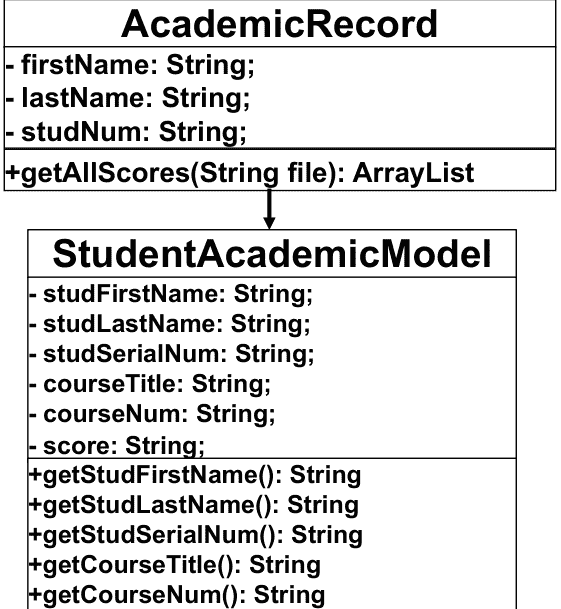 AcademicRecord
- firstName: String;
- lastName: String;
- studNum: String;
+getAllScores(String file): ArrayList
StudentAcademicModel
- studFirstName: String;
- studLastName: String;
- studSerialNum: String;
- courseTitle: String;
- courseNum: String;
- score: String;
+getStudFirstName(): String
+getStudLastName(): String
+getStudSerialNum(): String
+getCourseTitle(): String
+getCourseNum(): String